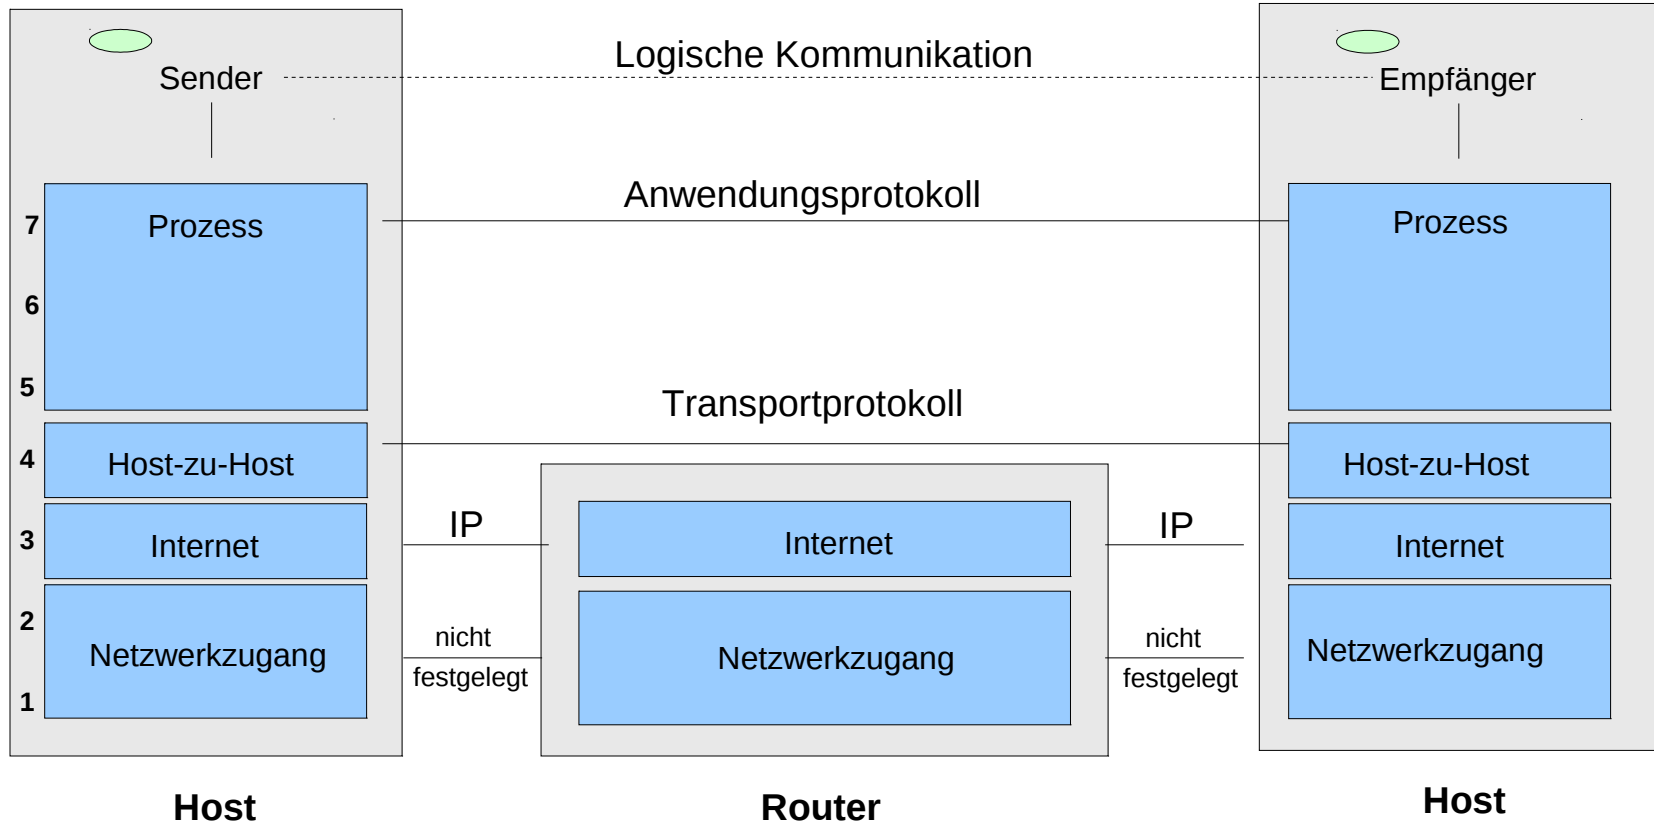 Logische Kommunikation
Sender
Empfänger
Anwendungsprotokoll
7
Prozess
Prozess
6
5
Transportprotokoll
4
Host-zu-Host
Host-zu-Host
IP
IP
3
Internet
Internet
Internet
2
nicht
festgelegt
nicht
festgelegt
Netzwerkzugang
Netzwerkzugang
Netzwerkzugang
1
Host
Router
Host